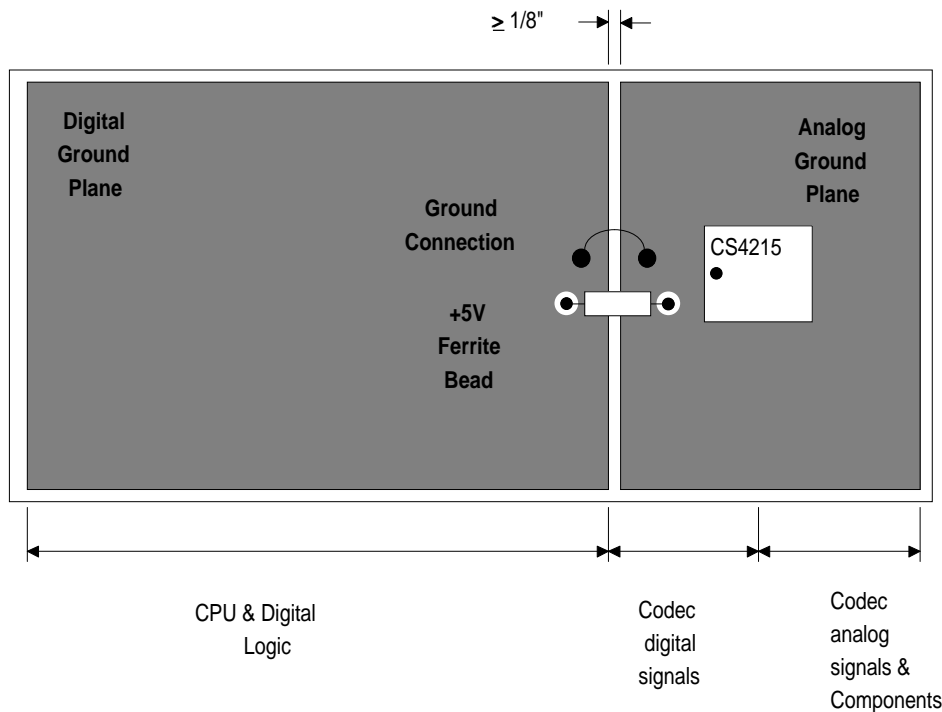 ≥ 1/8"
Digital
Ground
Plane
Analog
Ground
Plane
Ground
Connection
CS4215
+5V
Ferrite
Bead
CPU & Digital
Logic
Codec
digital
signals
Codec
analog
signals &
Components